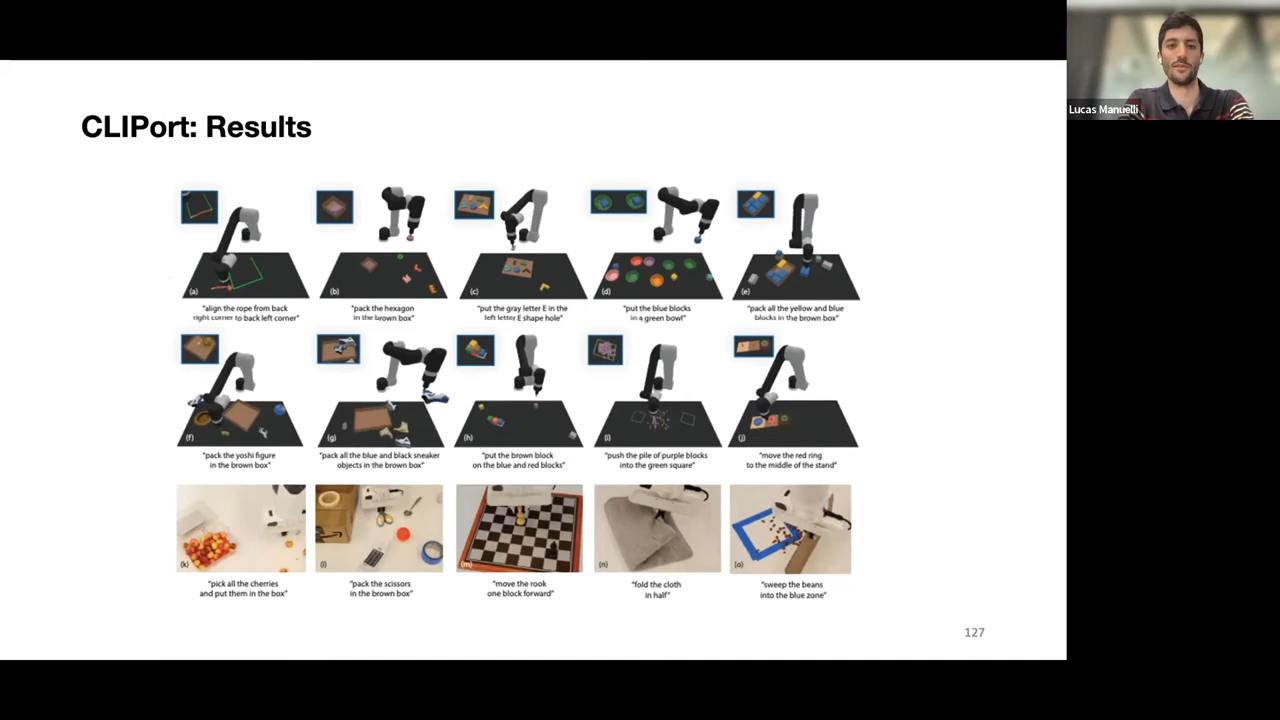 Lucas Manuelli
CLIPort: Results
(a)
(b)
(c)
(d)
(e)
"align the rope from back
right corner to back left corner"
"pack the hexagon
in the brown box"
"put the gray letter E in the
left letter E shape hole"
"put the blue blocks
in a green bowl"
"pack all the yellow and blue
blocks in the brown box"
(f)
(g)
(h)
(i)
(j)
"pack the yoshi figure
in the brown box"
"pack all the blue and black sneaker
objects in the brown box"
"put the brown block
on the blue and red blocks"
"push the pile of purple blocks
into the green square"
"move the red ring
to the middle of the stand"
(k)
(l)
(m)
(n)
(o)
"pick all the cherries
and put them in the box"
"pack the scissors
in the brown box"
"move the rook
one block forward"
"fold the cloth
in half"
"sweep the beans
into the blue zone"
127